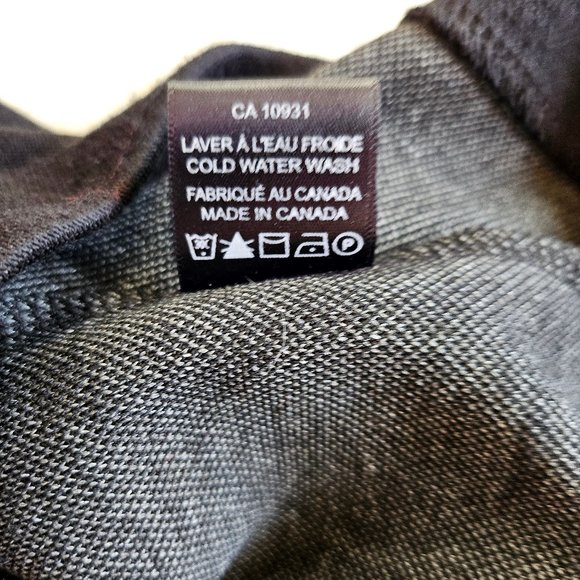 CA 10931
LAVER À L'EAU FROIDE
COLD WATER WASH
FABRIQUÉ AU CANADA
MADE IN CANADA
P